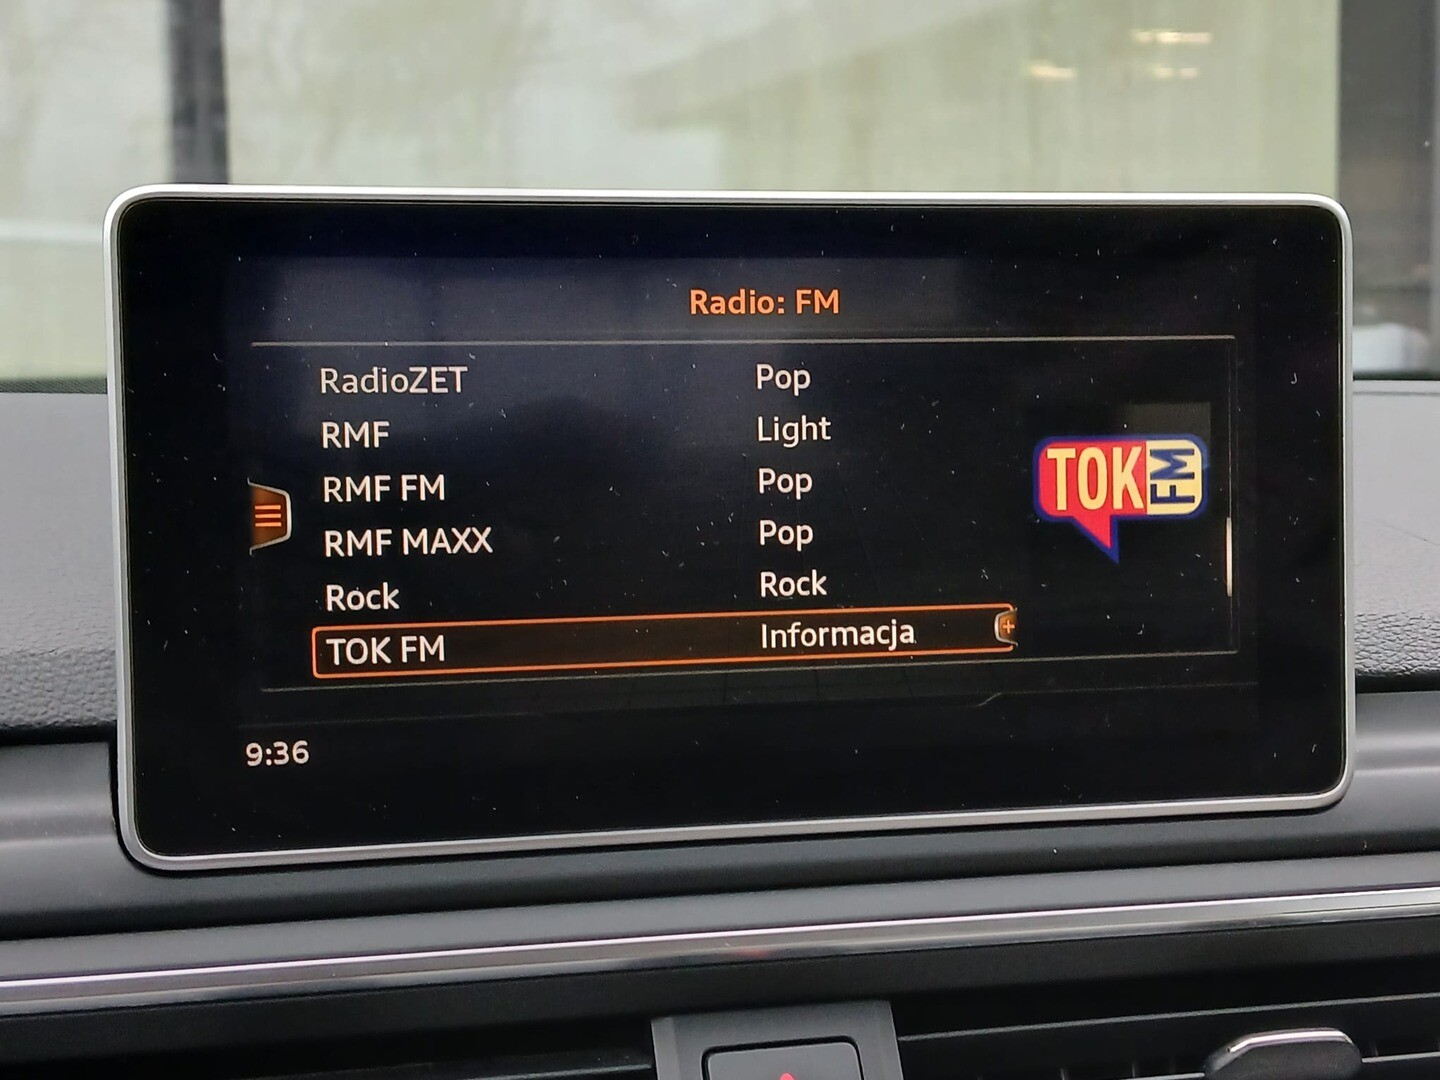 Radio: FM
RadioZET Pop
RMF Light
RMF FM Pop
RMF MAXX Pop
Rock Rock
TOK FM Informacja
TOK FM
9:36